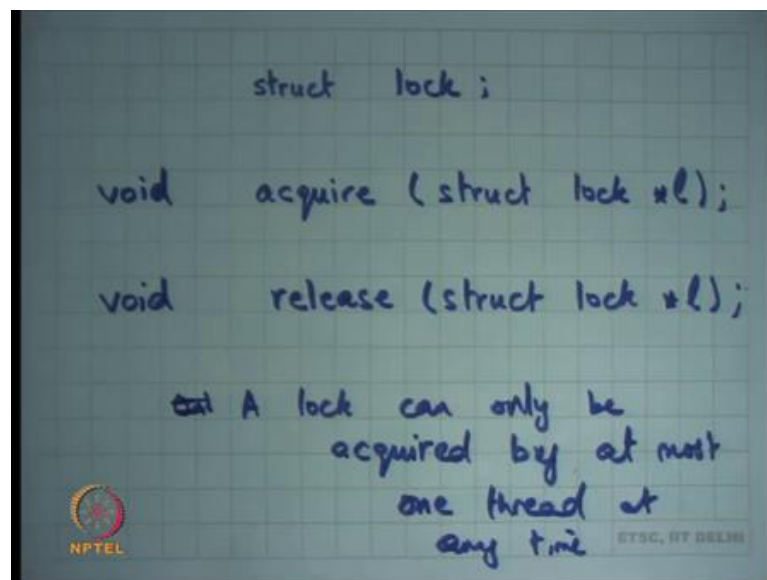 struct lock ;
void acquire ( struct lock *l ) ;
void release ( struct lock *l ) ;
A lock can only be
acquired by at most
one thread at
any time
NPTEL
ETSC, IIT DELHI